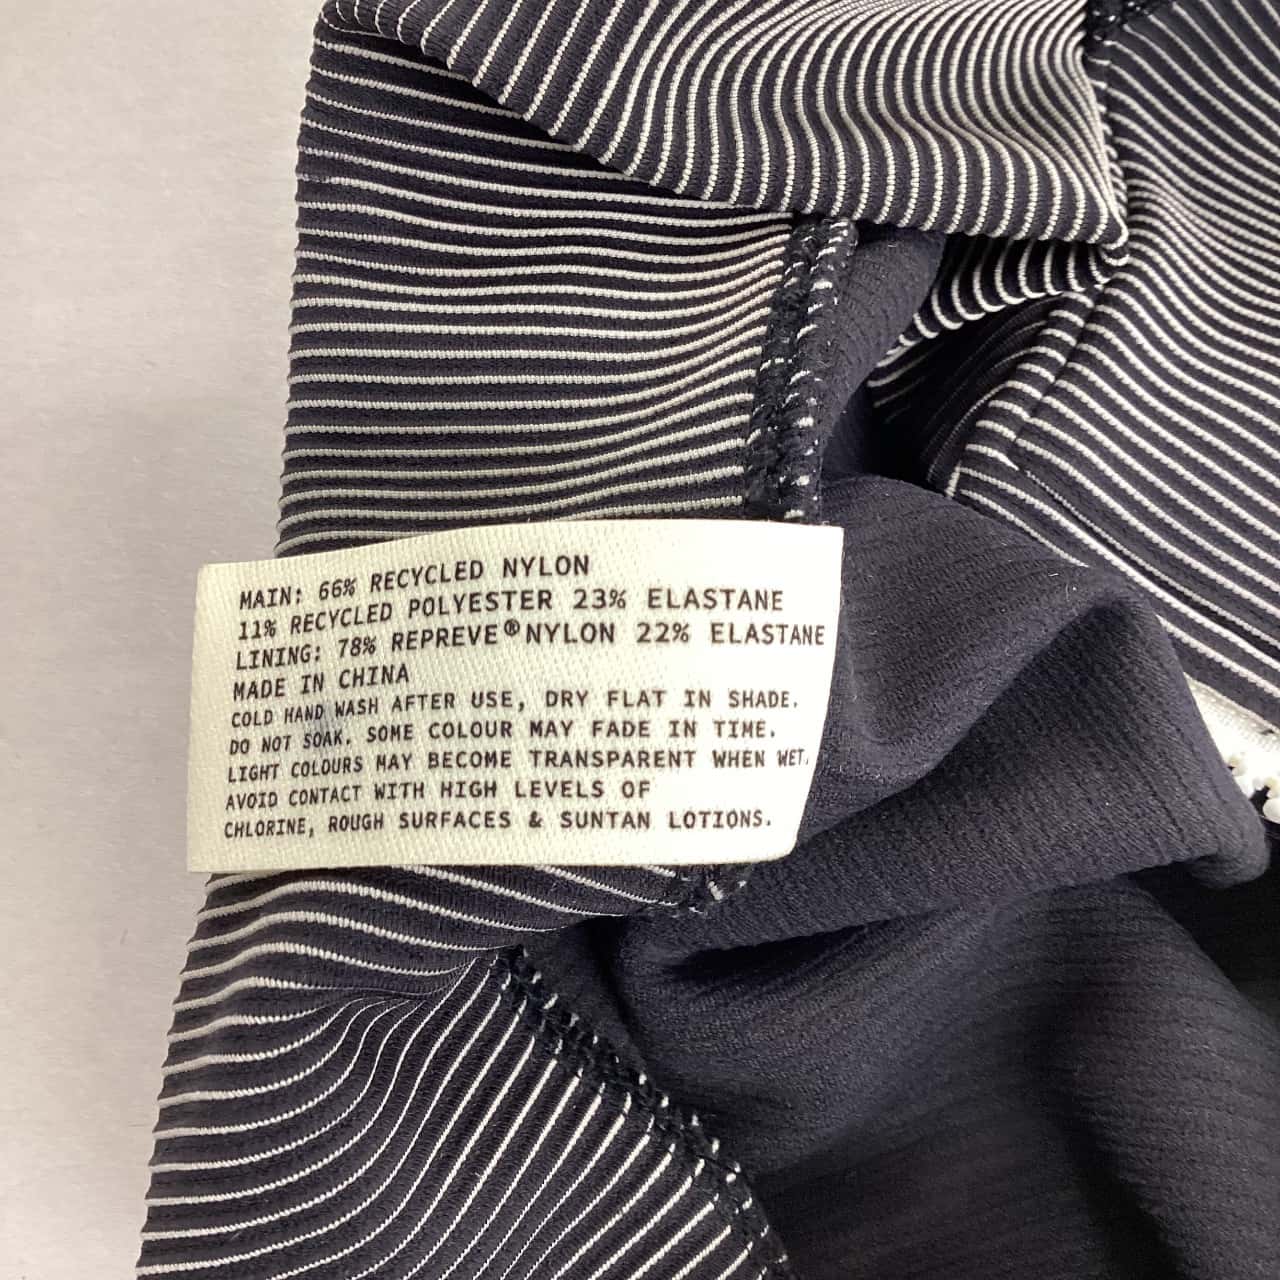 MAIN: 66% RECYCLED NYLON
11% RECYCLED POLYESTER 23% ELASTANE
LINING: 78% REPREVE® NYLON 22% ELASTANE
MADE IN CHINA
COLD HAND WASH AFTER USE, DRY FLAT IN SHADE.
DO NOT SOAK. SOME COLOUR MAY FADE IN TIME.
LIGHT COLOURS MAY BECOME TRANSPARENT WHEN WET.
AVOID CONTACT WITH HIGH LEVELS OF
CHLORINE, ROUGH SURFACES & SUNTAN LOTIONS.